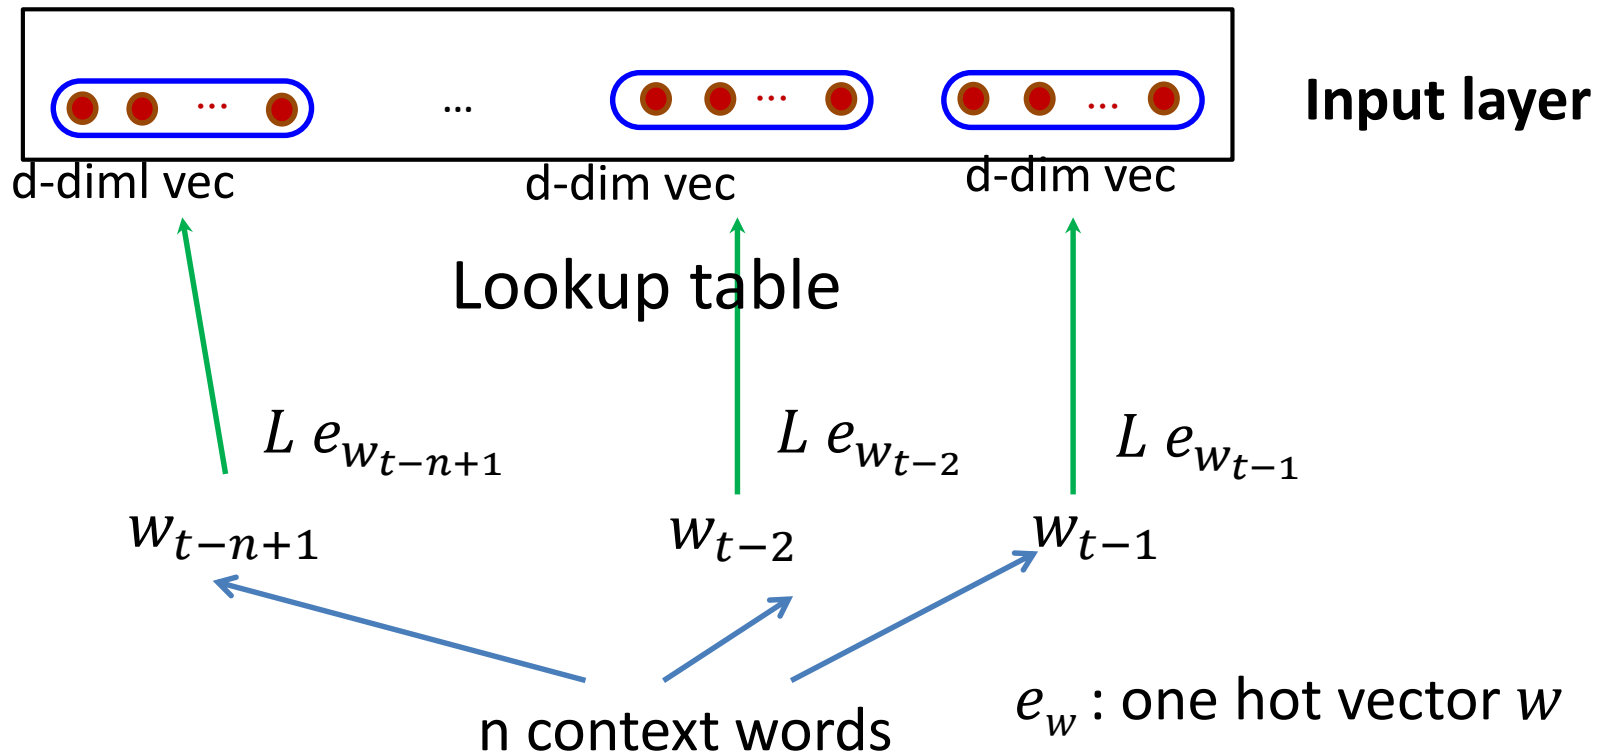 ... ... ... ... Input layer
d-diml vec d-dim vec d-dim vec
Lookup table
L e_{w_{t-n+1}} L e_{w_{t-2}} L e_{w_{t-1}}
w_{t-n+1} w_{t-2} w_{t-1}
n context words
e_w : one hot vector w